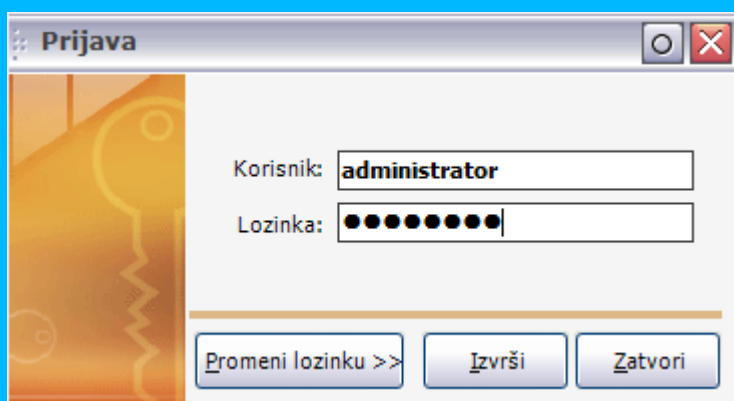 Prijava
Korisnik: administrator
Lozinka: ●●●●●●●●
Promeni lozinku >> Izvrši Zatvori